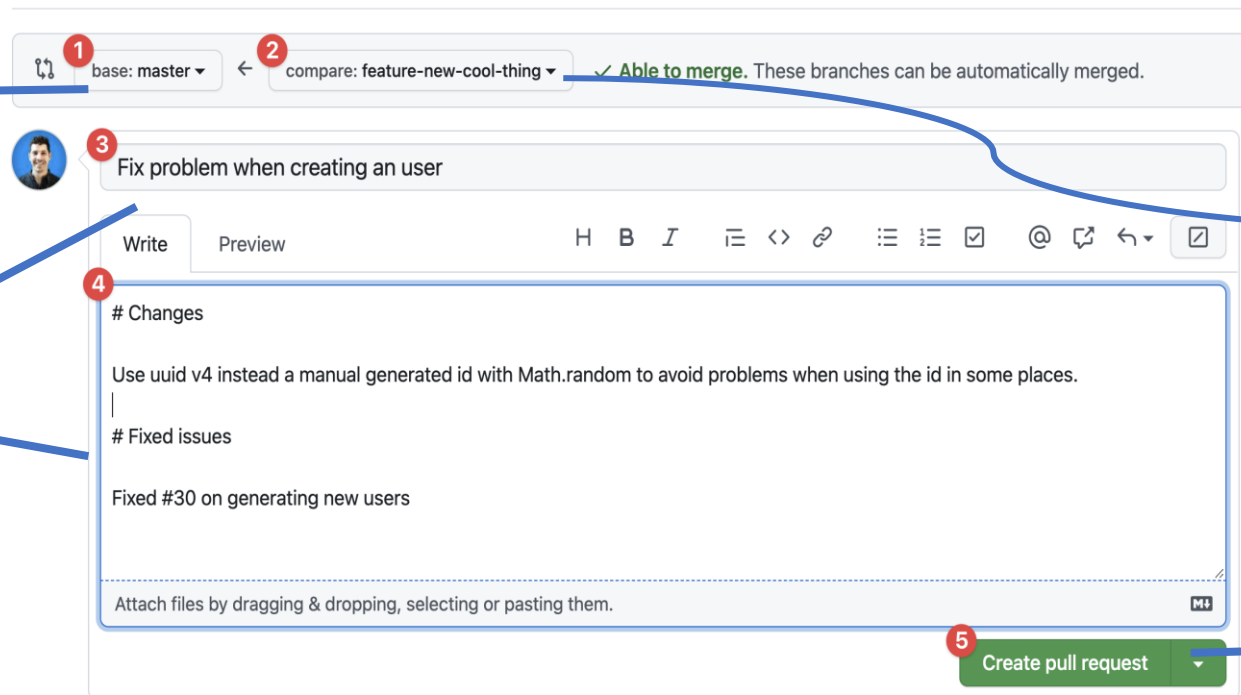 1 2
base: master compare: feature-new-cool-thing Able to merge. These branches can be automatically merged.
3
Fix problem when creating an user
Write Preview H B I
4
# Changes
Use uuid v4 instead a manual generated id with Math.random to avoid problems when using the id in some places.
# Fixed issues
Fixed #30 on generating new users
Attach files by dragging & dropping, selecting or pasting them.
5
Create pull request